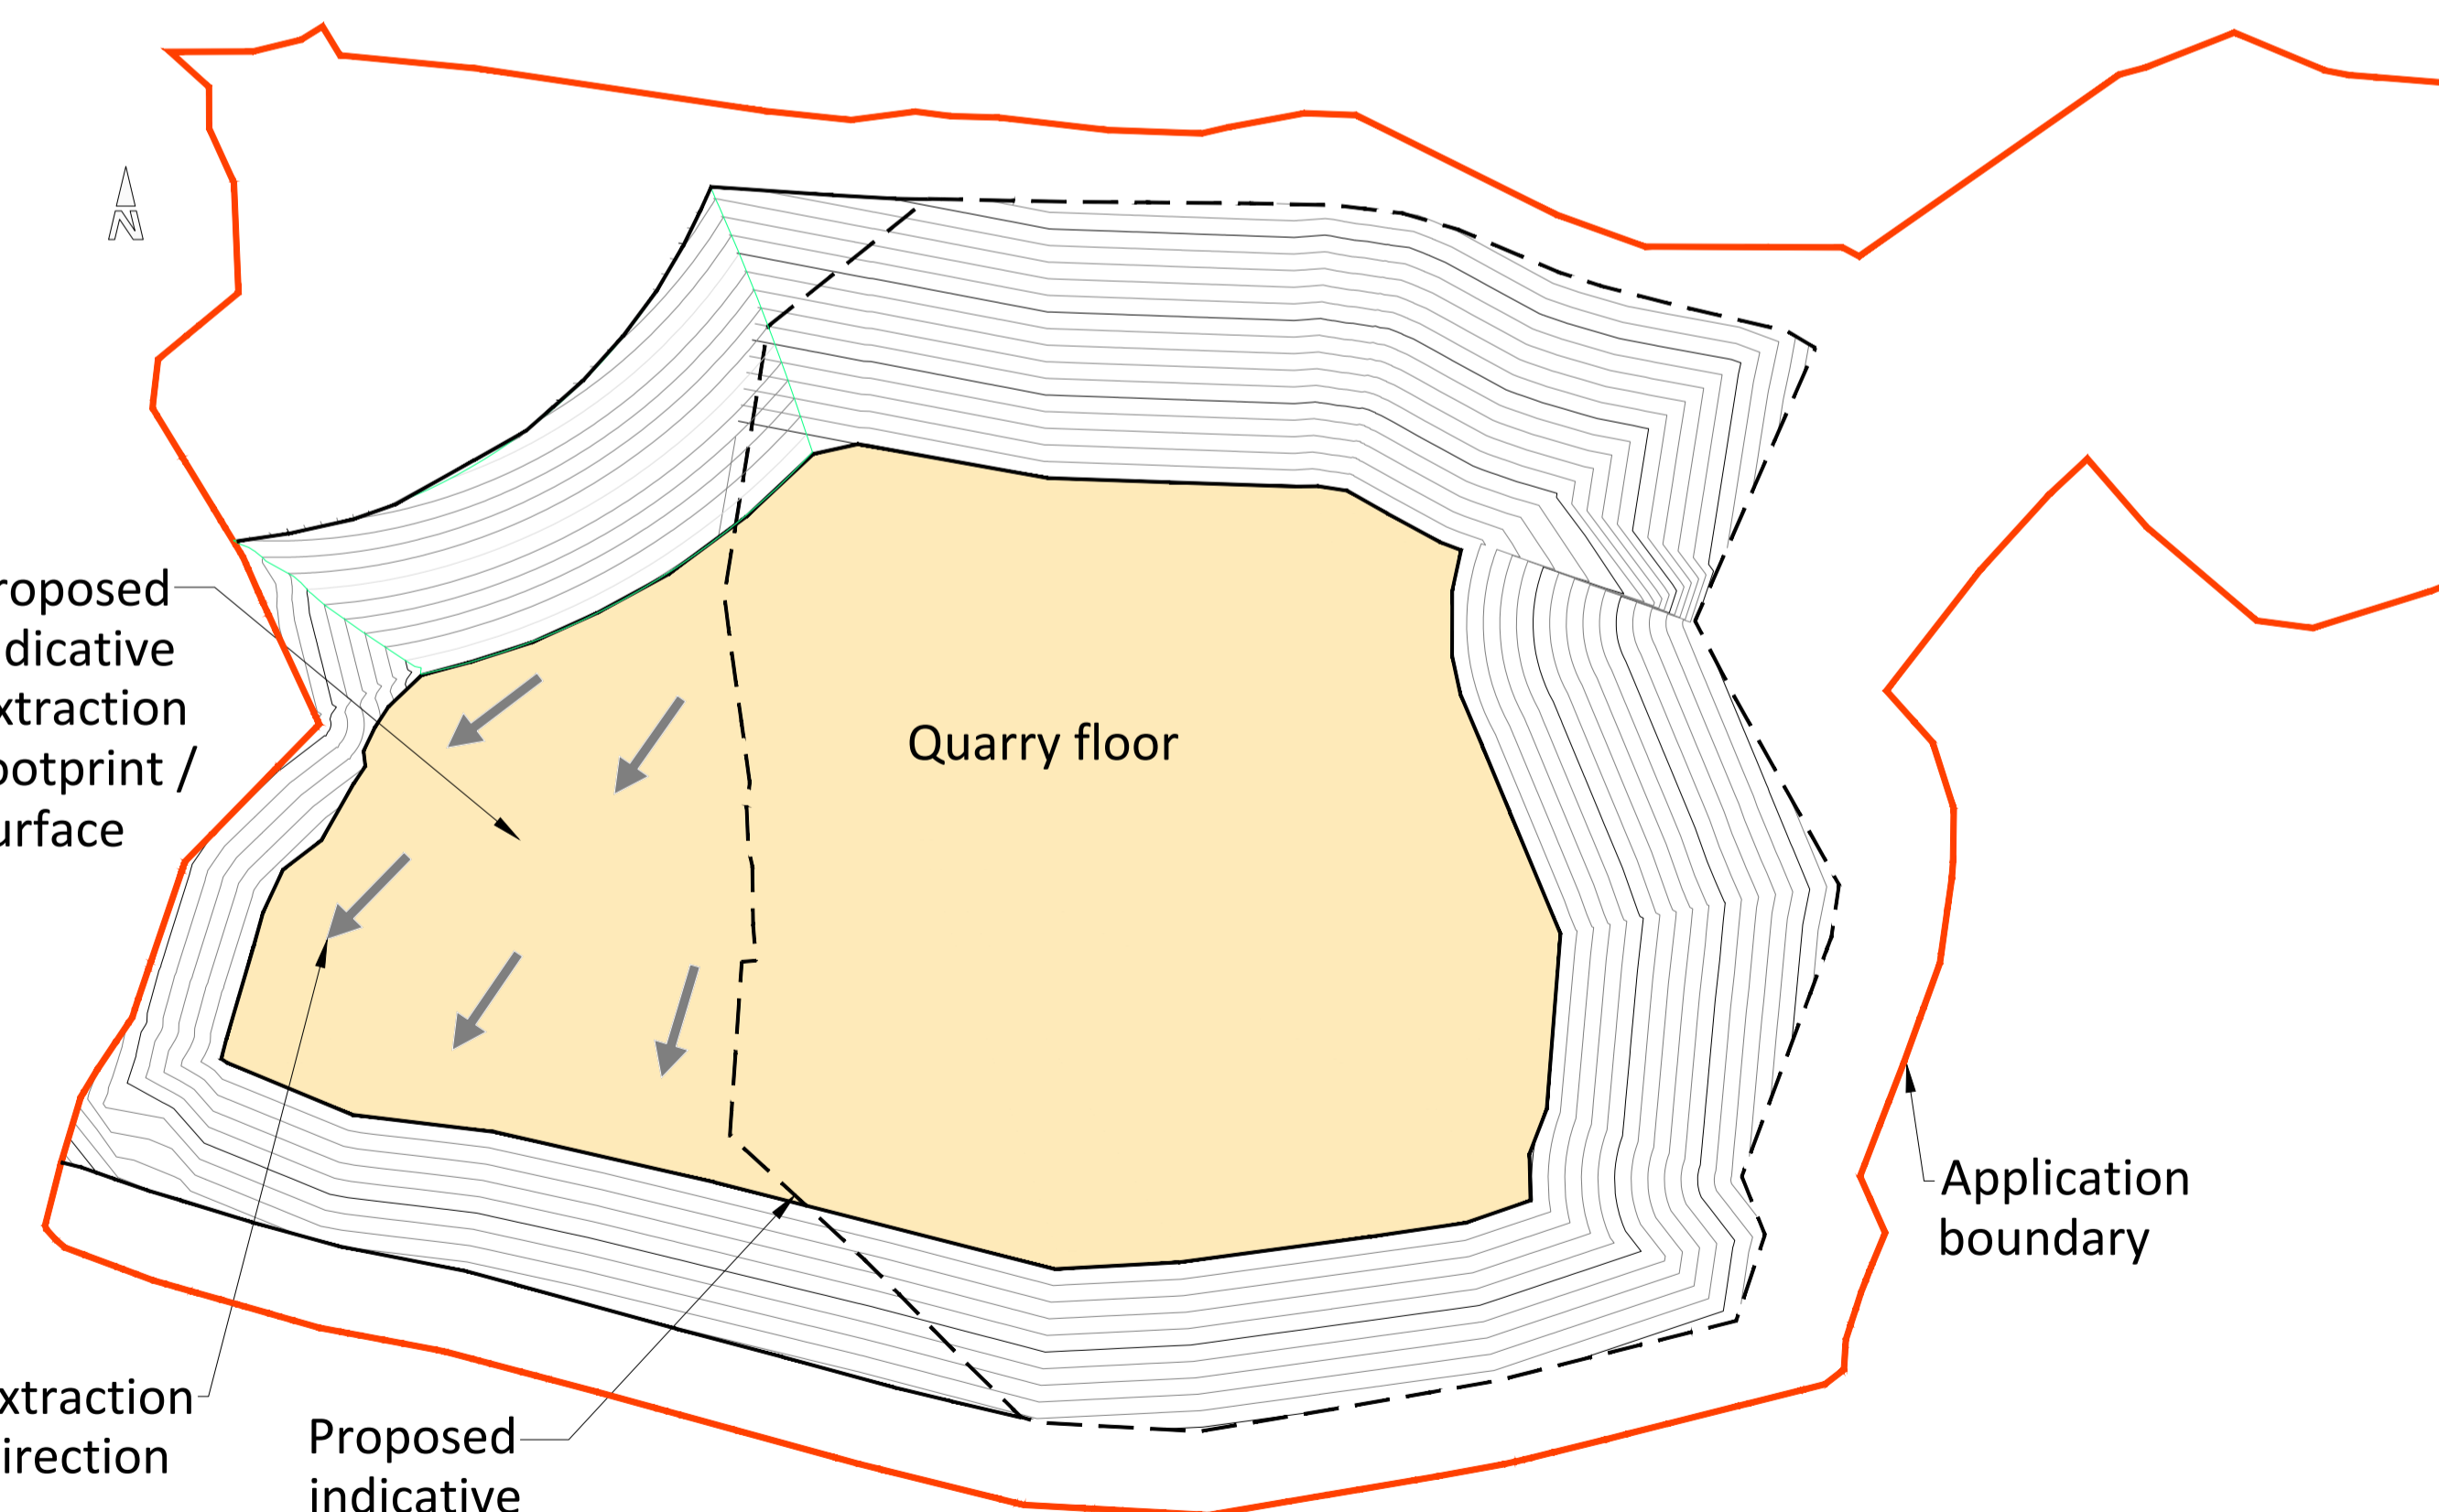 N
roposed
dicative
xtraction
ootprint /
urface
Quarry floor
Application
boundary
xtraction
irection
Proposed
indicative